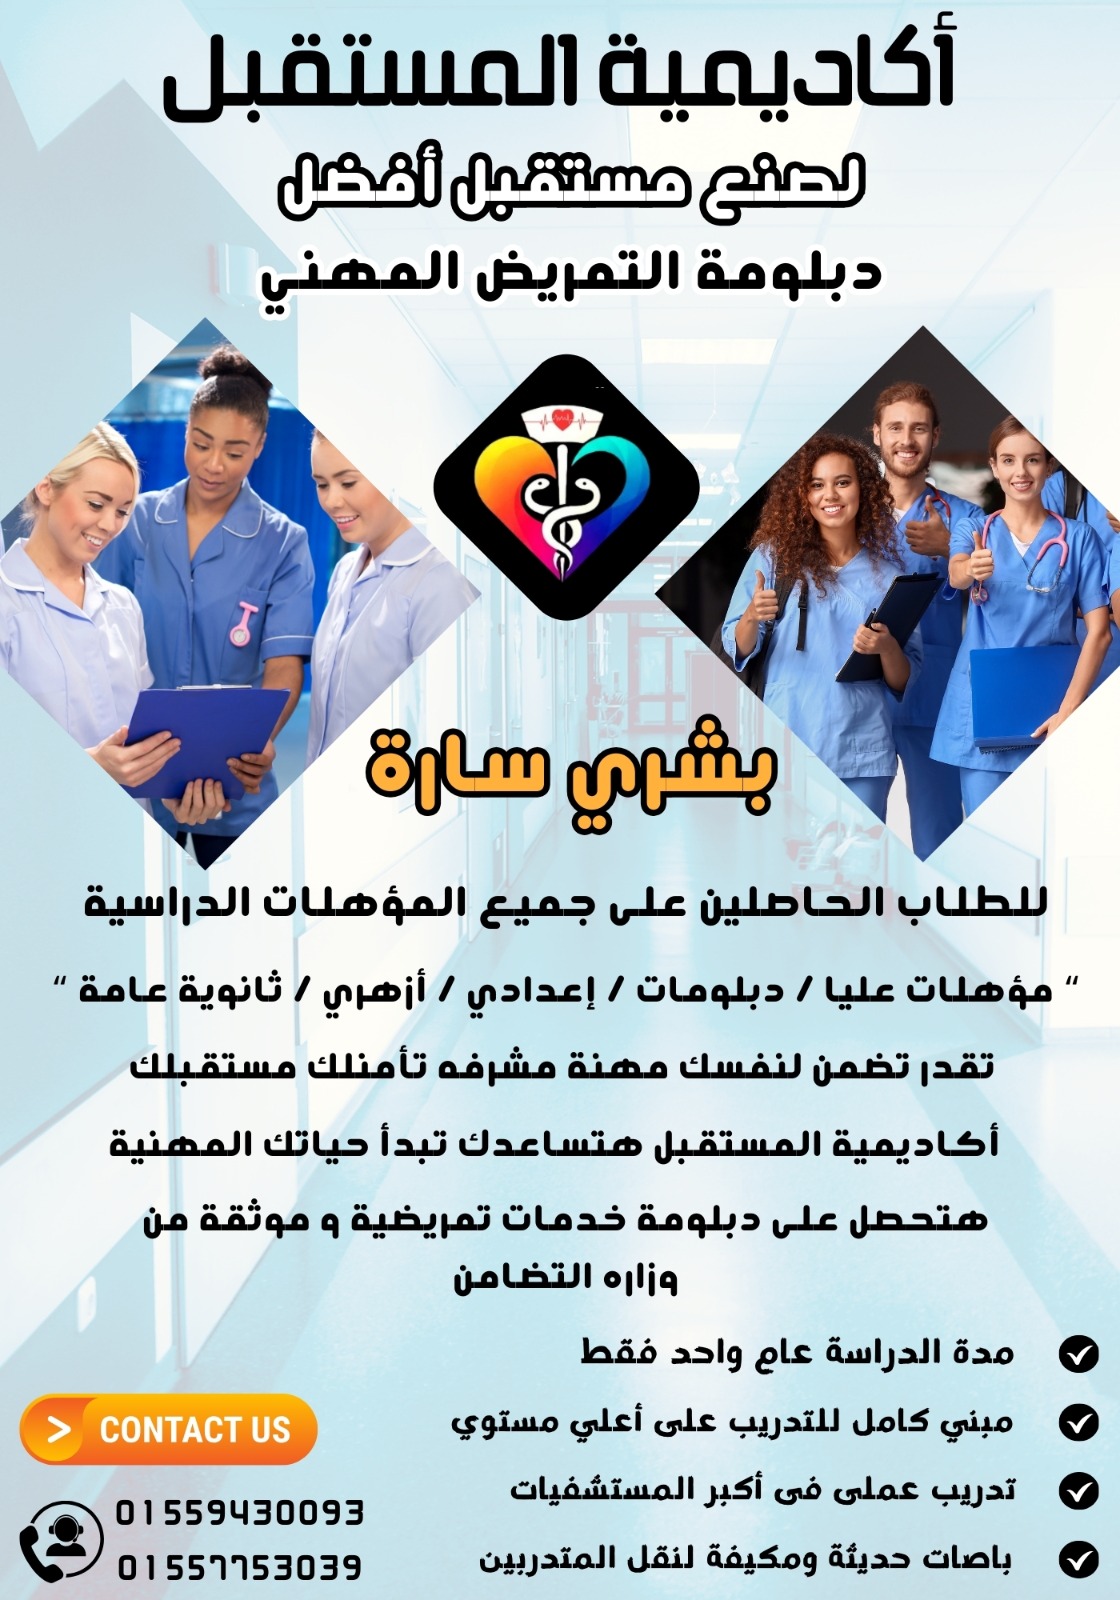 أكاديمية المستقبل
لصنع مستقبل أفضل
دبلومة التمريض المهني
بشري سارة
للطلاب الحاصلين على جميع المؤهلات الدراسية
“ مؤهلات عليا / دبلومات / إعدادي / أزهري / ثانوية عامة “
تقدر تضمن لنفسك مهنة مشرفه تأمنلك مستقبلك
أكاديمية المستقبل هتساعدك تبدأ حياتك المهنية
هتحصل على دبلومة خدمات تمريضية و موثقة من
وزاره التضامن
مدة الدراسة عام واحد فقط
مبني كامل للتدريب على أعلي مستوي
تدريب عملى فى أكبر المستشفيات
باصات حديثة ومكيفة لنقل المتدربين
CONTACT US
01559430093
01557753039